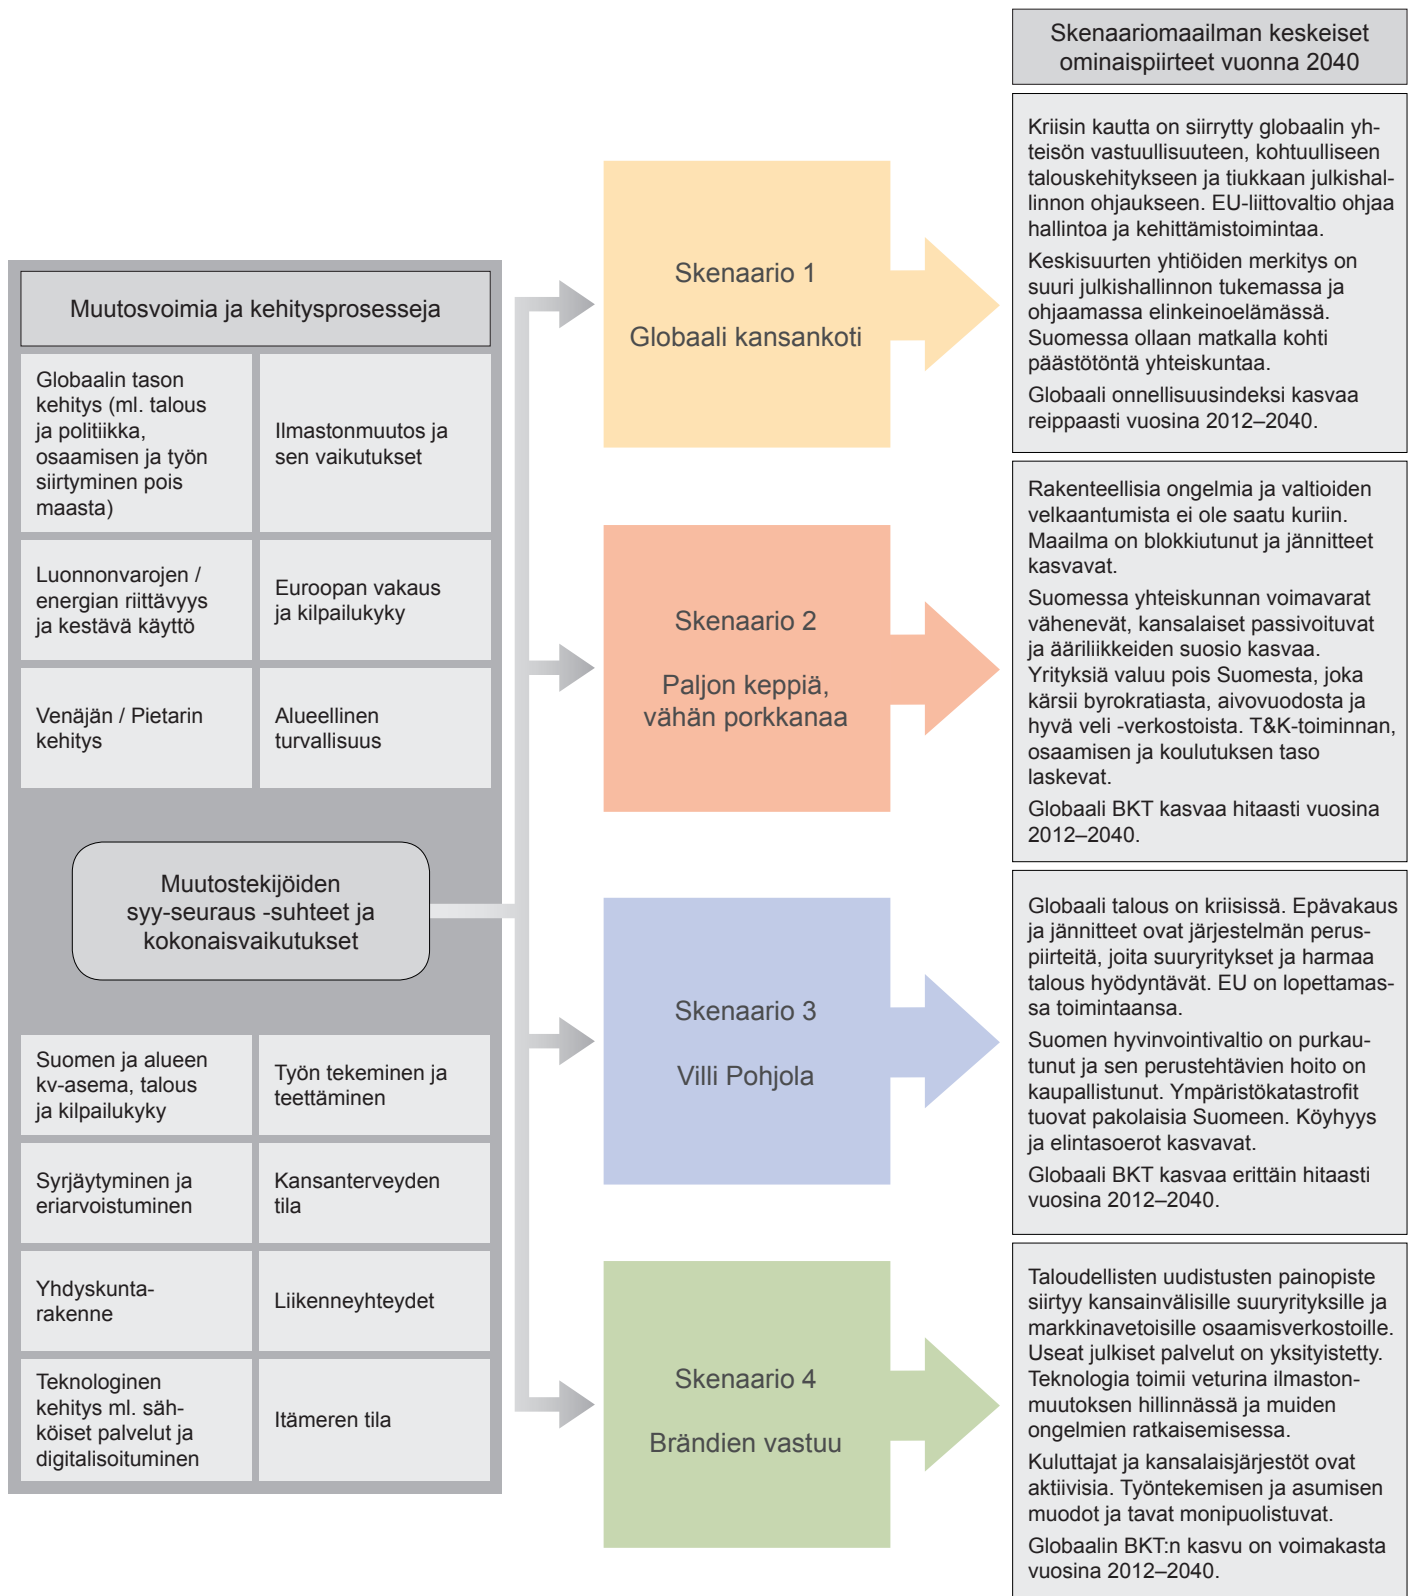 Muutosvoimia ja kehitysprosesseja
Globaalin tason
kehitys (ml. talous
ja politiikka,
osaamisen ja työn
siirtyminen pois
maasta)
Ilmastonmuutos ja
sen vaikutukset
Luonnonvarojen /
energian riittävyys
ja kestävä käyttö
Euroopan vakaus
ja kilpailukyky
Venäjän / Pietarin
kehitys
Alueellinen
turvallisuus
Muutostekijöiden
syy-seuraus -suhteet ja
kokonaisvaikutukset
Suomen ja alueen
kv-asema, talous
ja kilpailukyky
Työn tekeminen ja
teettäminen
Syrjäytyminen ja
eriarvoistuminen
Kansanterveyden
tila
Yhdyskunta-
rakenne
Liikenneyhteydet
Teknologinen
kehitys ml. säh-
köiset palvelut ja
digitalisoituminen
Itämeren tila
Skenaario 1
Globaali kansankoti
Skenaario 2
Paljon keppiä,
vähän porkkanaa
Skenaario 3
Villi Pohjola
Skenaario 4
Brändien vastuu
Skenaariomaailman keskeiset
ominaispiirteet vuonna 2040
Kriisin kautta on siirrytty globaalin yh-
teisön vastuullisuuteen, kohtuulliseen
talouskehitykseen ja tiukkaan julkishal-
linnon ohjaukseen. EU-liittovaltio ohjaa
hallintoa ja kehittämistoimintaa.
Keskisuurten yhtiöiden merkitys on
suuri julkishallinnon tukemassa ja
ohjaamassa elinkeinoelämässä.
Suomessa ollaan matkalla kohti
päästötöntä yhteiskuntaa.
Globaali onnellisuusindeksi kasvaa
reippaasti vuosina 2012–2040.
Rakenteellisia ongelmia ja valtioiden
velkaantumista ei ole saatu kuriin.
Maailma on blokkiutunut ja jännitteet
kasvavat.
Suomessa yhteiskunnan voimavarat
vähenevät, kansalaiset passivoituvat
ja ääriliikkeiden suosio kasvaa.
Yrityksiä valuu pois Suomesta, joka
kärsii byrokratiasta, aivovuodosta ja
hyvä veli -verkostoista. T&K-toiminnan,
osaamisen ja koulutuksen taso
laskevat.
Globaali BKT kasvaa hitaasti vuosina
2012–2040.
Globaali talous on kriisissä. Epävakaus
ja jännitteet ovat järjestelmän perus-
piirteitä, joita suuryritykset ja harmaa
talous hyödyntävät. EU on lopettamas-
sa toimintaansa.
Suomen hyvinvointivaltio on purkau-
tunut ja sen perustehtävien hoito on
kaupallistunut. Ympäristökatastrofit
tuovat pakolaisia Suomeen. Köyhyys
ja elintasoerot kasvavat.
Globaali BKT kasvaa erittäin hitaasti
vuosina 2012–2040.
Taloudellisten uudistusten painopiste
siirtyy kansainvälisille suuryrityksille ja
markkinavetoisille osaamisverkostoille.
Useat julkiset palvelut on yksityistetty.
Teknologia toimii veturina ilmaston-
muutoksen hillinnässä ja muiden
ongelmien ratkaisemisessa.
Kuluttajat ja kansalaisjärjestöt ovat
aktiivisia. Työntekemisen ja asumisen
muodot ja tavat monipuolistuvat.
Globaalin BKT:n kasvu on voimakasta
vuosina 2012–2040.